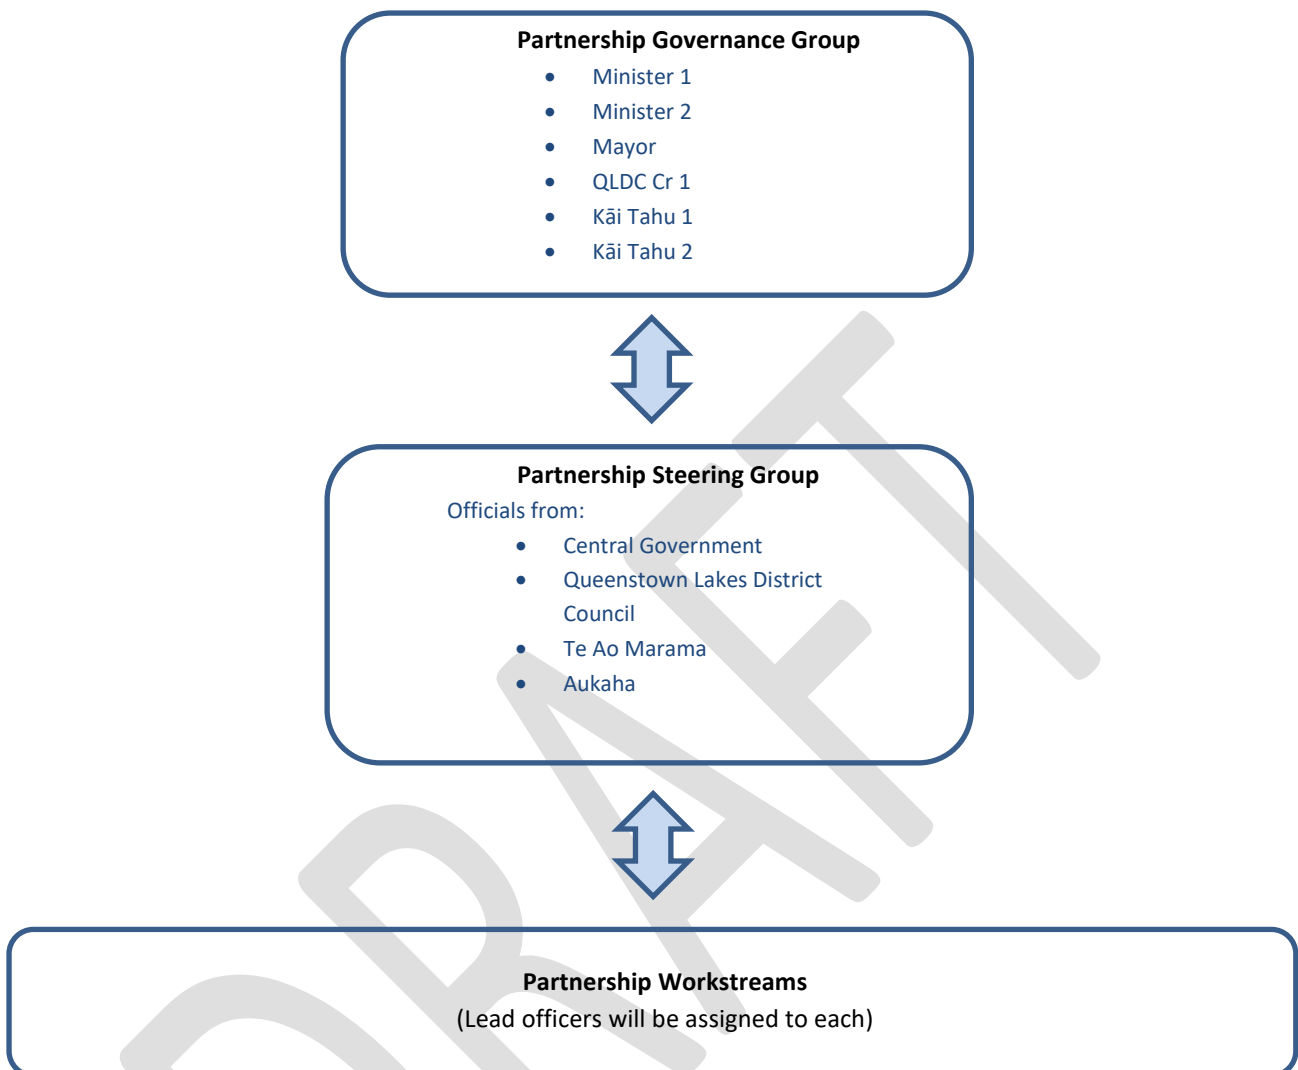 Partnership Governance Group
• Minister 1
• Minister 2
• Mayor
• QLDC Cr 1
• Kāi Tahu 1
• Kāi Tahu 2
Partnership Steering Group
Officials from:
• Central Government
• Queenstown Lakes District
Council
• Te Ao Marama
• Aukaha
Partnership Workstreams
(Lead officers will be assigned to each)
DRAFT